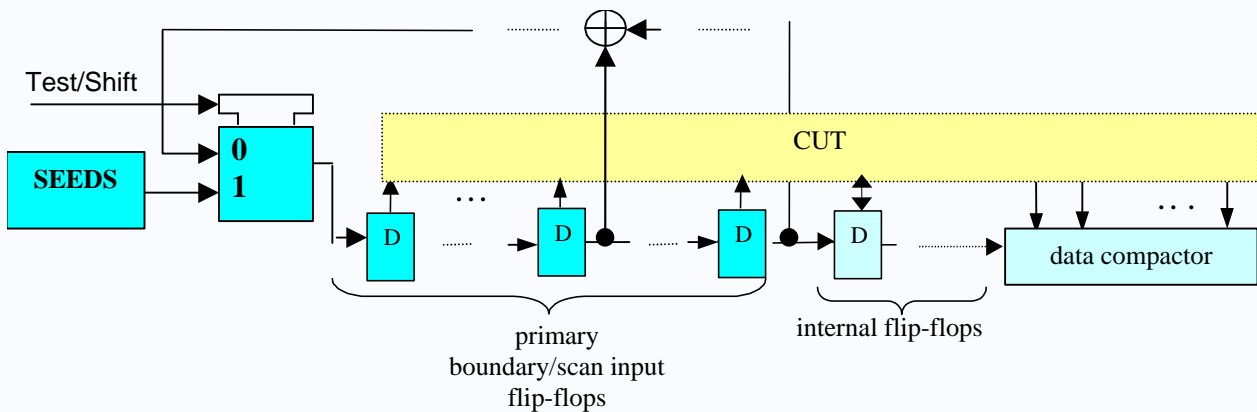 Test/Shift
CUT
0
SEEDS
1
...
...
D
D
D
D
data compactor
internal flip-flops
primary
boundary/scan input
flip-flops